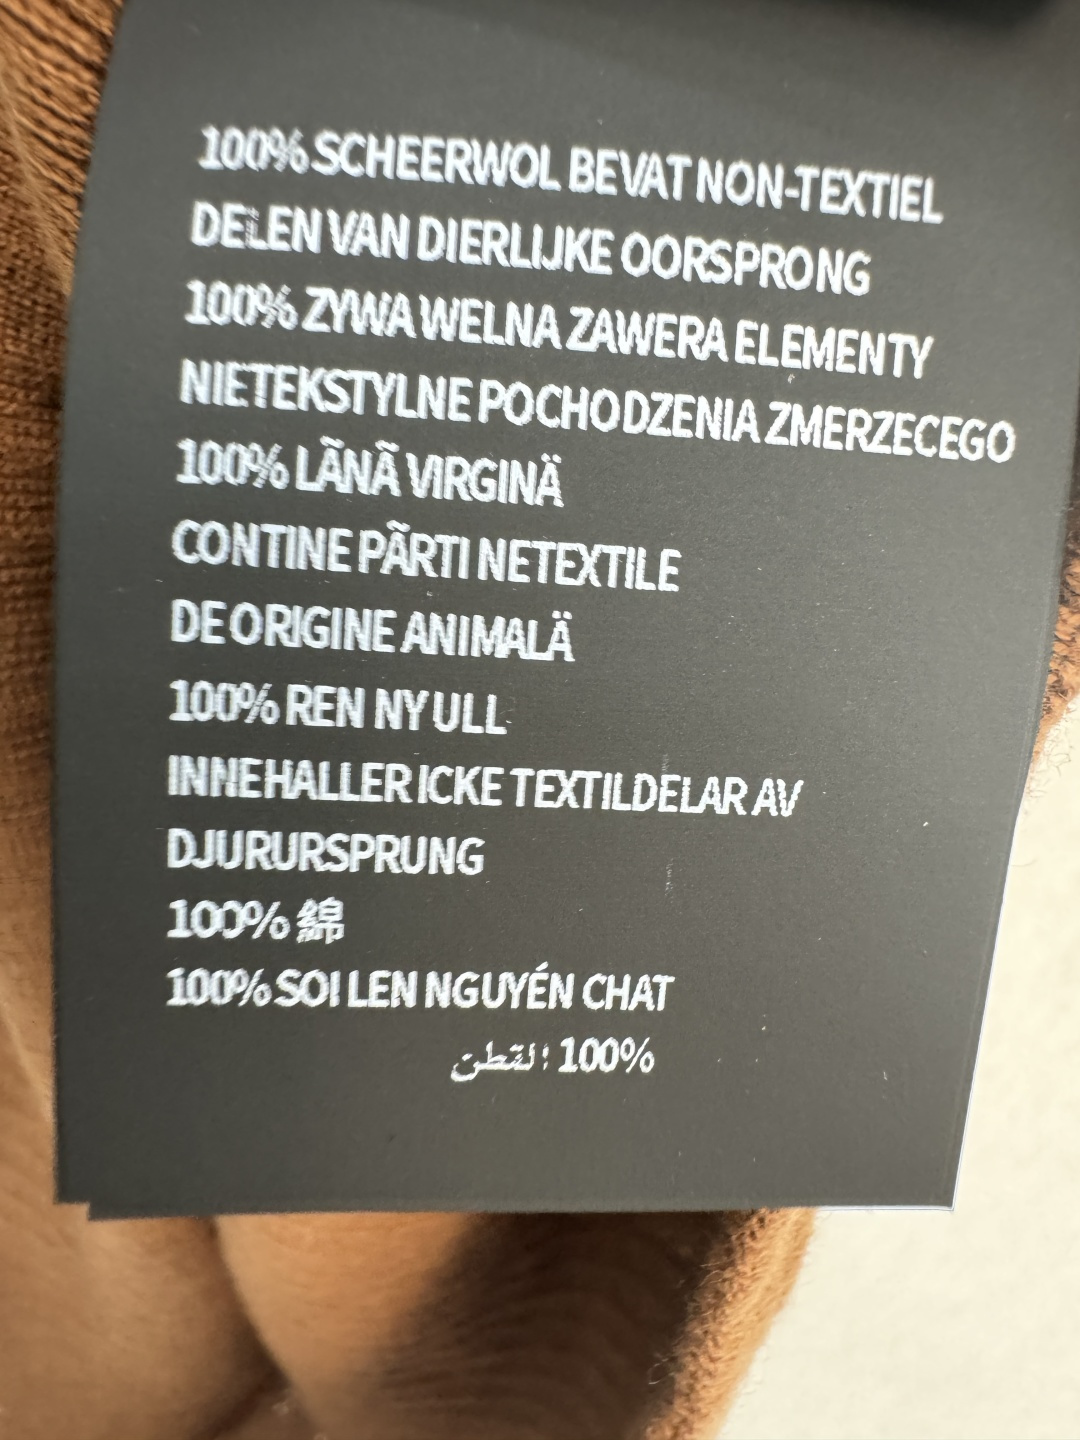 100% SCHEERWOL BEVAT NON-TEXTIEL
DELEN VAN DIERLIJKE OORSPRONG
100% ZYWA WELNA ZAWERA ELEMENTY
NIETEKSTYLNE POCHODZENIA ZMERZECEGO
100% LÃNÃ VIRGINÄ
CONTINE PÃRTI NETEXTILE
DE ORIGINE ANIMALÄ
100% REN NY ULL
INNEHALLER ICKE TEXTILDELAR AV
DJURURSPRUNG
100% 綿
100% SOI LEN NGUYÉN CHAT
100% القطن